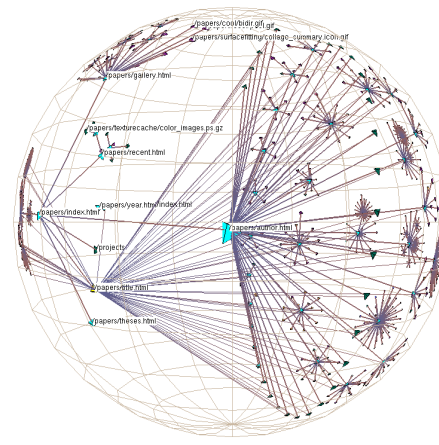 /papers/cool/bidir.gif
/papers/surfacefitting/collage_summary.icon.gif
/papers/gallery.html
/papers/texturecache/color_images.ps.gz
/papers/recent.html
/papers/year.html
/index.html
/papers/index.html
/papers/author.html
/projects
/papers/title.html
/papers/theses.html